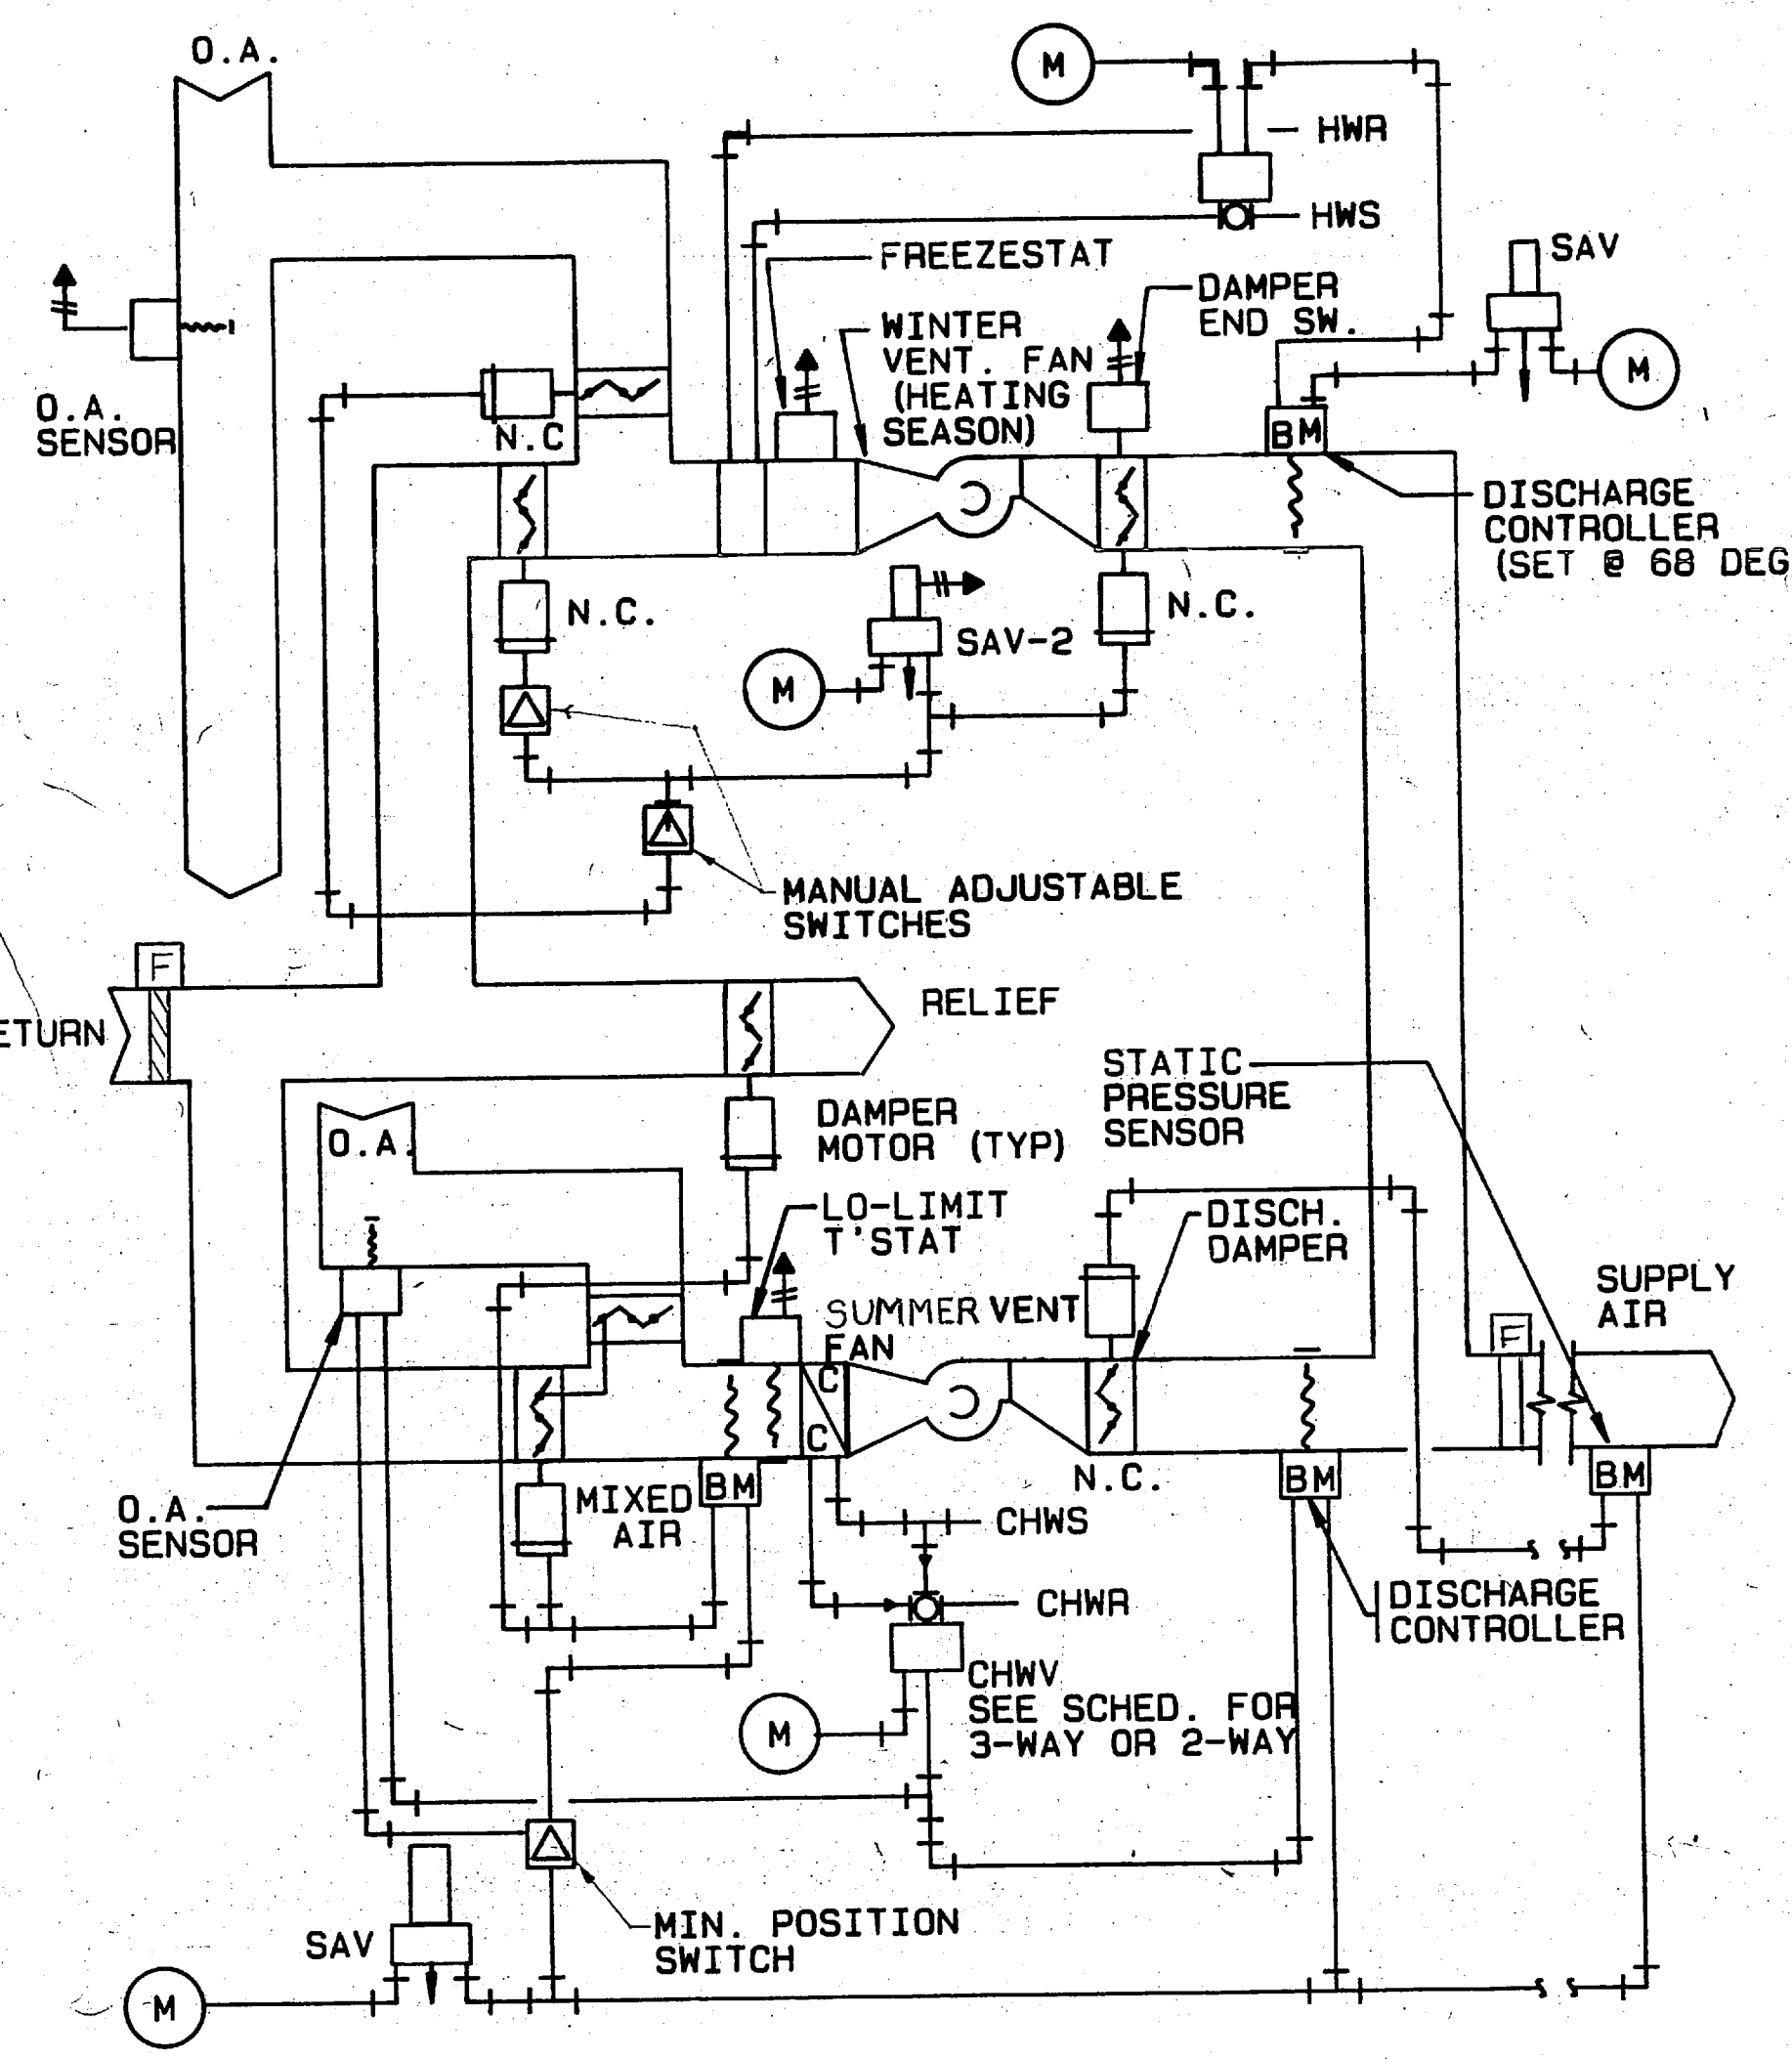 O.A.
M
HWR
HWS
FREEZESTAT
SAV
DAMPER
END SW.
WINTER
VENT. FAN
(HEATING
SEASON)
M
O.A.
SENSOR
N.C
BM
DISCHARGE
CONTROLLER
(SET @ 68 DEG
N.C.
SAV-2
N.C.
M
MANUAL ADJUSTABLE
SWITCHES
F
RELIEF
ETURN
STATIC
PRESSURE
SENSOR
DAMPER
MOTOR (TYP)
O.A.
LO-LIMIT
T'STAT
DISCH.
DAMPER
SUPPLY
AIR
SUMMER VENT
FAN
F
C
C
BM
MIXED
AIR
N.C.
BM
BM
O.A.
SENSOR
CHWS
CHWR
DISCHARGE
CONTROLLER
CHWV
SEE SCHED. FOR
3-WAY OR 2-WAY
M
MIN. POSITION
SWITCH
SAV
M